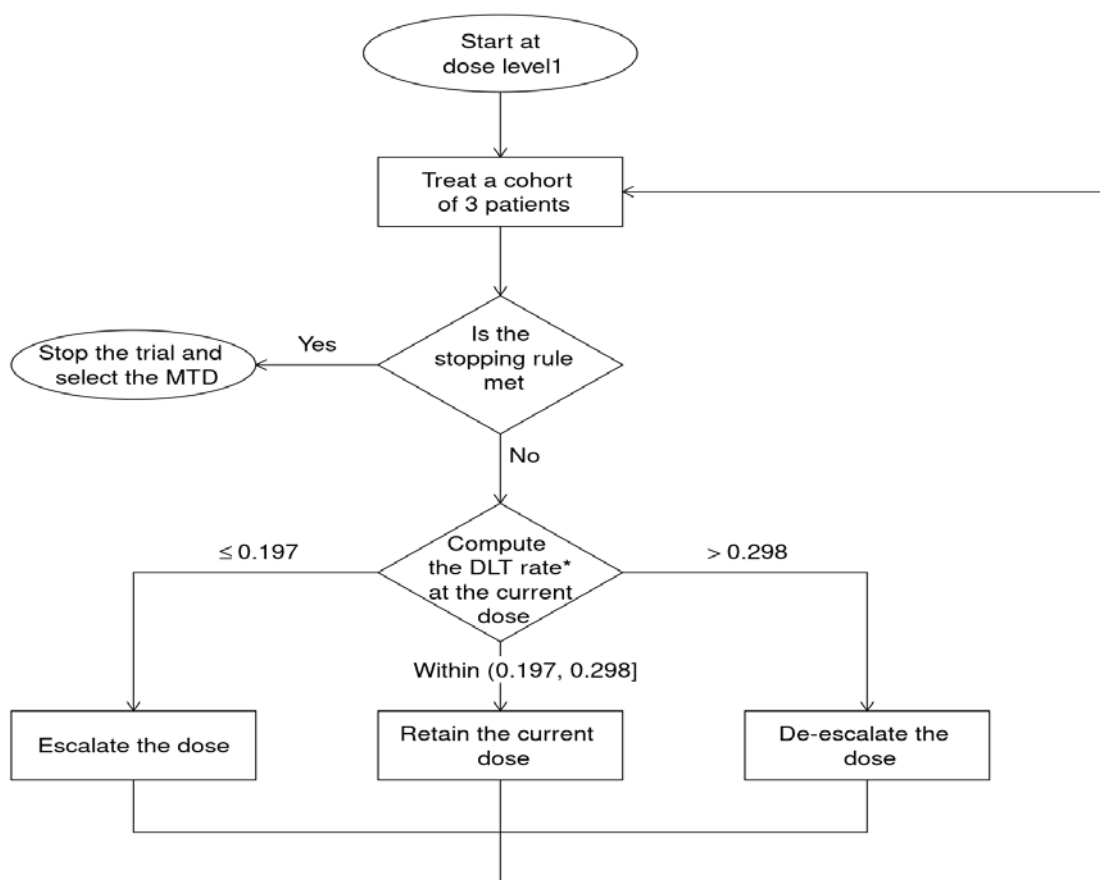 Start at
dose level1
Treat a cohort
of 3 patients
Is the
stopping rule
met
Yes
Stop the trial and
select the MTD
No
Compute
the DLT rate*
at the current
dose
≤ 0.197
> 0.298
Within (0.197, 0.298]
Escalate the dose
Retain the current
dose
De-escalate the
dose